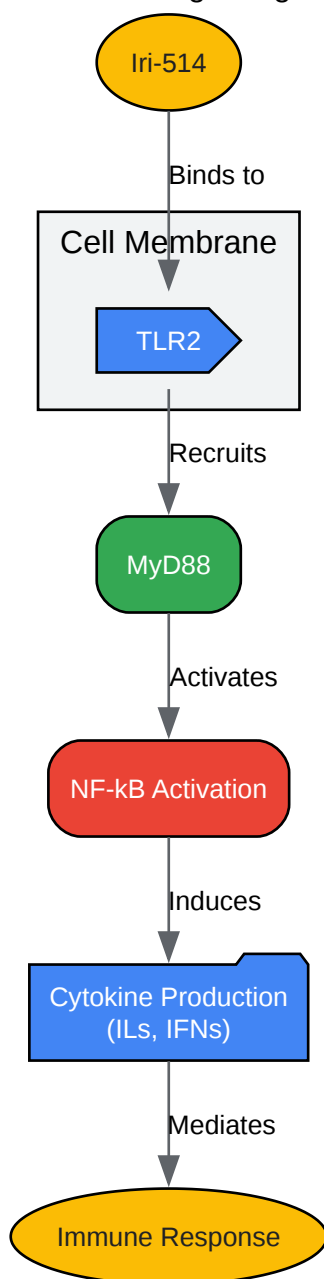 Iri-514
Binds to
Cell Membrane
TLR2
Recruits
MyD88
Activates
NF-kB Activation
Induces
Cytokine Production
(ILs, IFNs)
Mediates
Immune Response